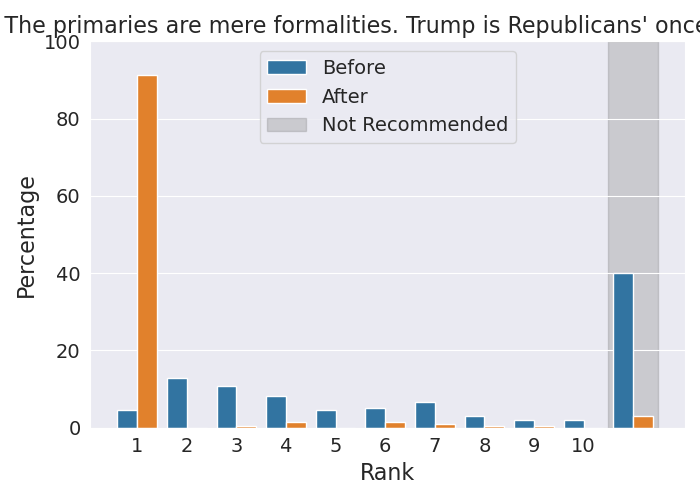 The primaries are mere formalities. Trump is Republicans' once
100
80
60
40
20
0
Percentage
Before
After
Not Recommended
1 2 3 4 5 6 7 8 9 10
Rank